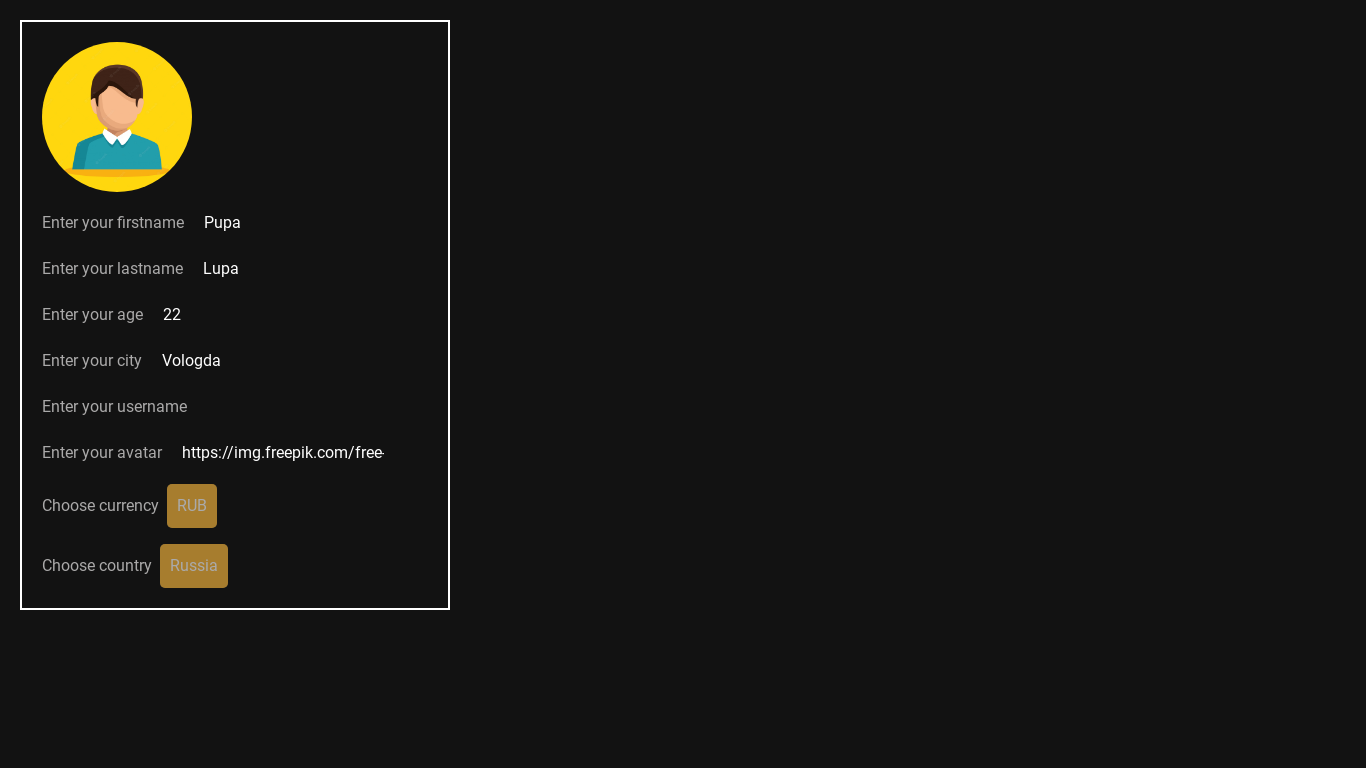 Enter your firstname Pupa
Enter your lastname Lupa
Enter your age 22
Enter your city Vologda
Enter your username
Enter your avatar https://img.freepik.com/free-
Choose currency RUB
Choose country Russia